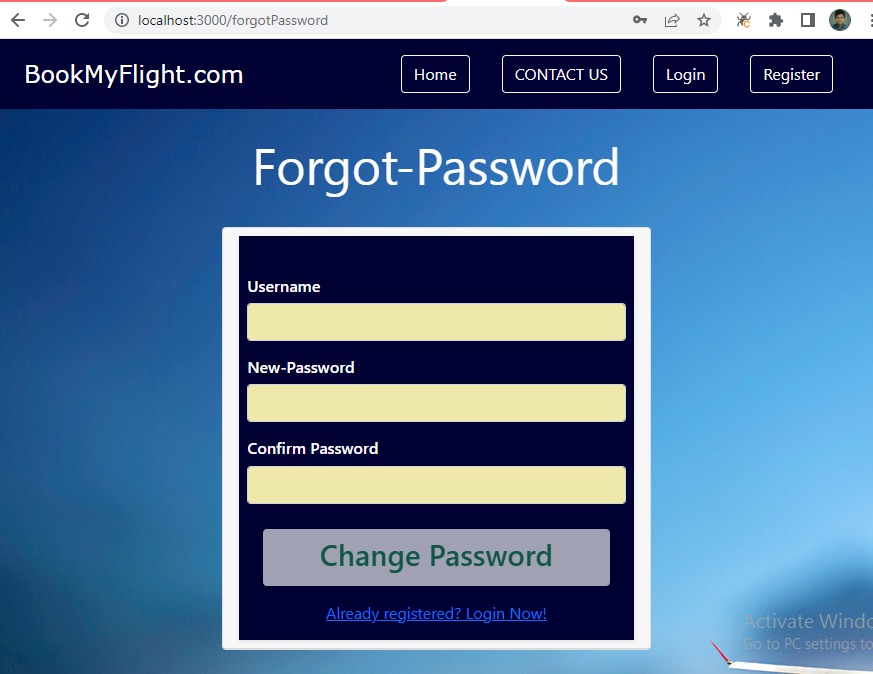 localhost:3000/forgotPassword
BookMyFlight.com
Home
CONTACT US
Login
Register
Forgot-Password
Username
New-Password
Confirm Password
Change Password
Already registered? Login Now!
Activate
Go to PC settings to